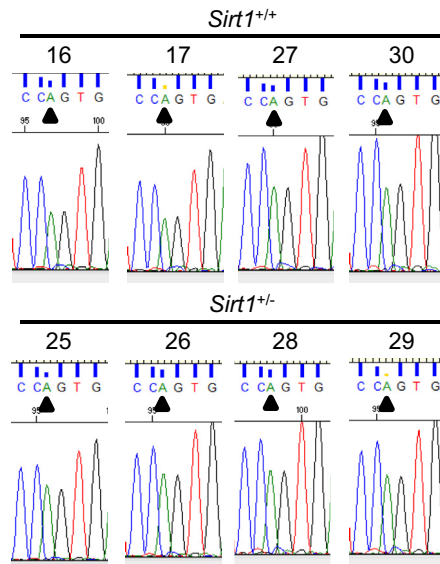 Sirt1+/+
16 17 27 30
C C A G T G C C A G T G C C A G T G C C A G T G
95 100
Sirt1+/-
25 26 28 29
C C A G T G C C A G T G C C A G T G C C A G T G
95 95 100 95